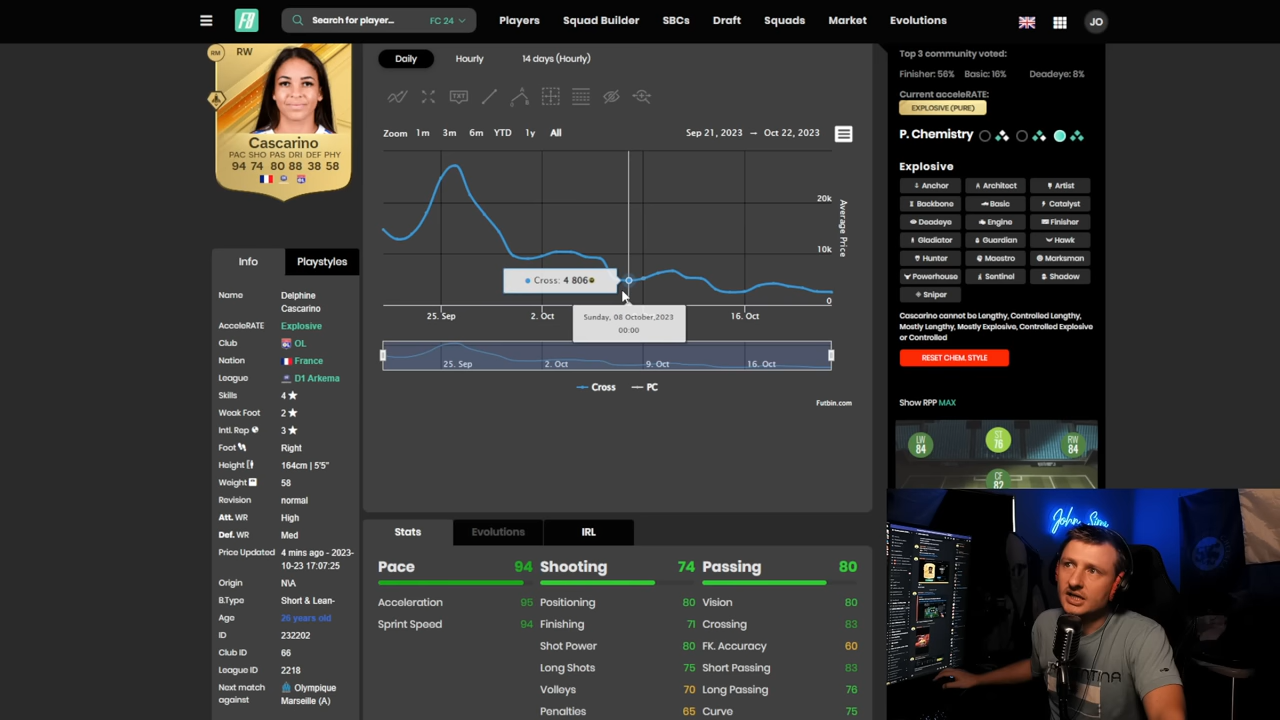 FB
Search for player...
FC 24
Players
Squad Builder
SBCs
Draft
Squads
Market
Evolutions
JO
RM
RW
Cascarino
PAC SHO PAS DRI DEF PHY
94 74 80 88 38 58
Info
Playstyles
Name
Delphine
Cascarino
AcceleRATE
Explosive
Club
OL
Nation
France
League
D1 Arkema
Skills
4
Weak Foot
2
Intl. Rep
3
Foot
Right
Height
164cm | 5'5"
Weight
58
Revision
normal
Att. WR
High
Def. WR
Med
Price Updated
4 mins ago - 2023-
10-23 17:07:25
Origin
N\A
B.Type
Short & Lean-
Age
26 years old
ID
232202
Club ID
66
League ID
2218
Next match
against
Olympique
Marseille (A)
Daily
Hourly
14 days (Hourly)
TXT
Zoom 1m 3m 6m YTD 1y All
Sep 21, 2023 → Oct 22, 2023
20k
10k
0
Average Price
Cross: 4 806
25. Sep
2. Oct
16. Oct
Sunday, 08 October,2023
00:00
25. Sep
2. Oct
9. Oct
16. Oct
Cross
PC
Futbin.com
Stats
Evolutions
IRL
Pace 94
Acceleration 95
Sprint Speed 94
Shooting 74
Positioning 80
Finishing 71
Shot Power 80
Long Shots 75
Volleys 70
Penalties 65
Passing 80
Vision 80
Crossing 83
FK. Accuracy 60
Short Passing 83
Long Passing 76
Curve 75
Top 3 community voted:
Finisher: 56% Basic: 16% Deadeye: 8%
Current acceleRATE:
EXPLOSIVE (PURE)
P. Chemistry
Explosive
Anchor
Architect
Artist
Backbone
Basic
Catalyst
Deadeye
Engine
Finisher
Gladiator
Guardian
Hawk
Hunter
Maestro
Marksman
Powerhouse
Sentinel
Shadow
Sniper
Cascarino cannot be Lengthy, Controlled Lengthy,
Mostly Lengthy, Mostly Explosive, Controlled Explosive
or Controlled
RESET CHEM. STYLE
Show RPP MAX
LW
84
ST
76
RW
84
CF
82